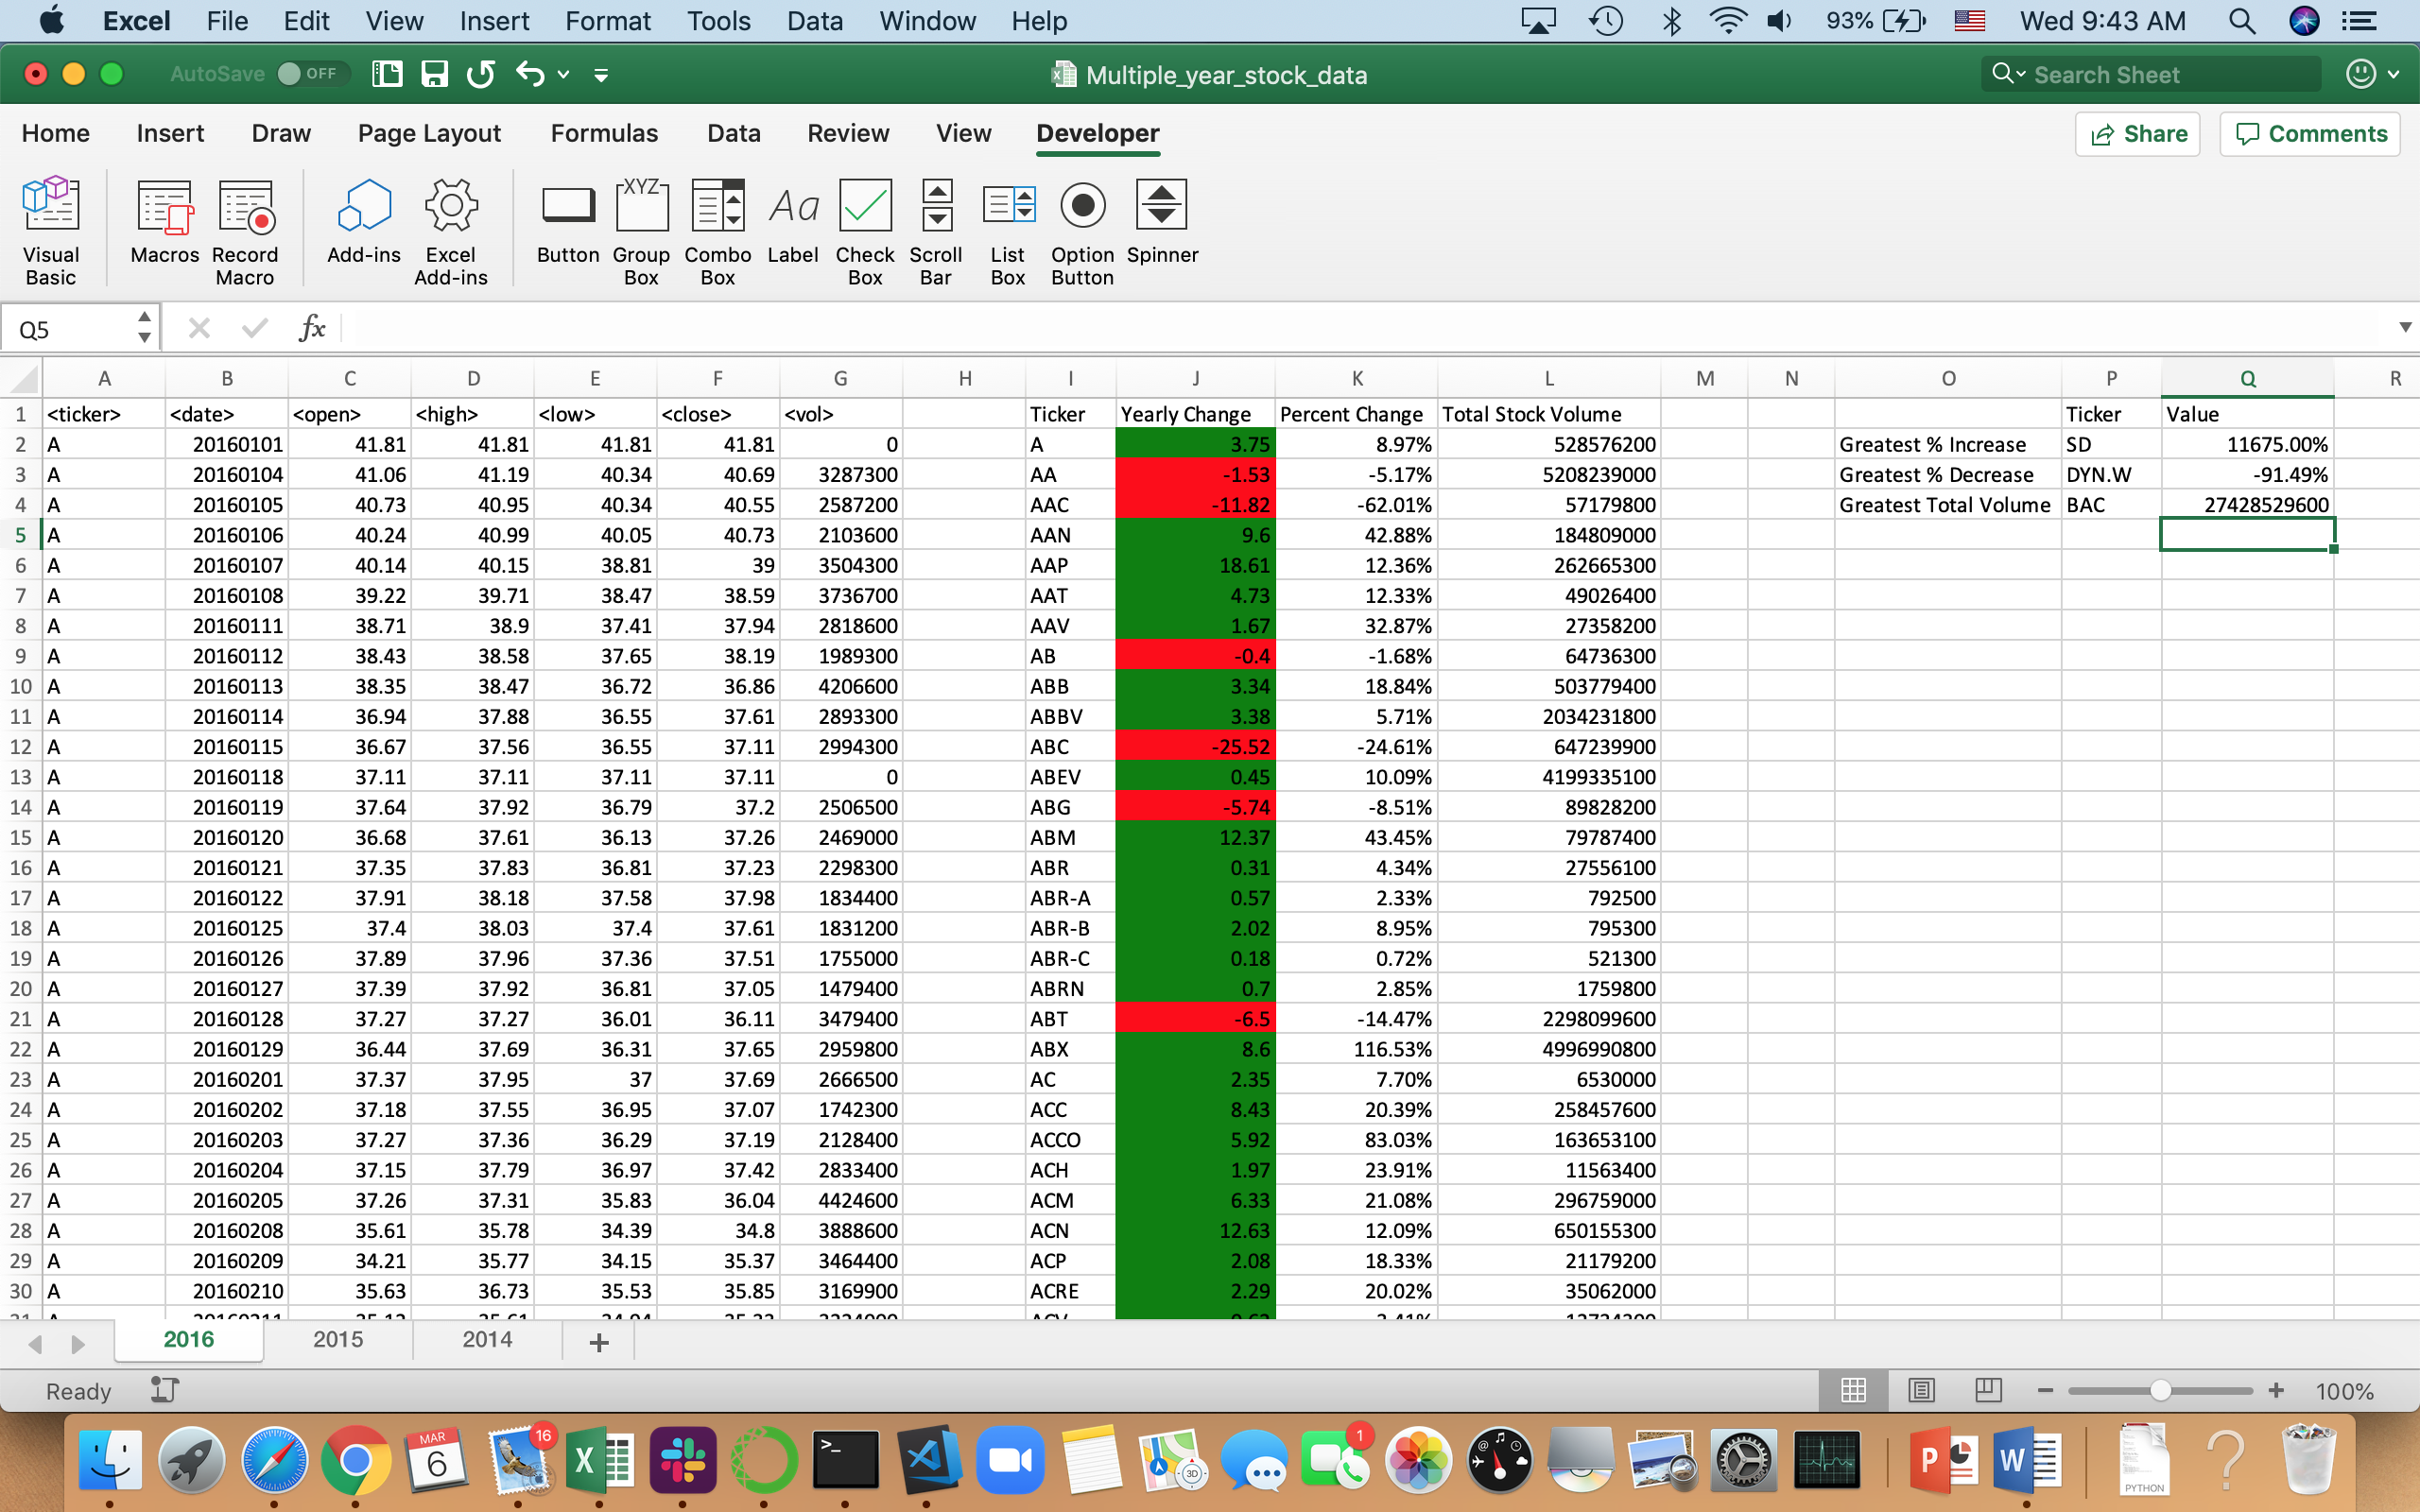 Excel File Edit View Insert Format Tools Data Window Help 93% Wed 9:43 AM
AutoSave OFF Multiple_year_stock_data Search Sheet
Home Insert Draw Page Layout Formulas Data Review View Developer Share Comments
XYZ Aa
Visual Basic Macros Record Macro Add-ins Excel Add-ins Button Group Box Combo Box Label Check Box Scroll Bar List Box Option Button Spinner
Q5 fx
A B C D E F G H I J K L M N O P Q R
1 <ticker> <date> <open> <high> <low> <close> <vol> Ticker Yearly Change Percent Change Total Stock Volume Ticker Value
2 A 20160101 41.81 41.81 41.81 41.81 0 A 3.75 8.97% 528576200 Greatest % Increase SD 11675.00%
3 A 20160104 41.06 41.19 40.34 40.69 3287300 AA -1.53 -5.17% 5208239000 Greatest % Decrease DYN.W -91.49%
4 A 20160105 40.73 40.95 40.34 40.55 2587200 AAC -11.82 -62.01% 57179800 Greatest Total Volume BAC 27428529600
5 A 20160106 40.24 40.99 40.05 40.73 2103600 AAN 9.6 42.88% 184809000
6 A 20160107 40.14 40.15 38.81 39 3504300 AAP 18.61 12.36% 262665300
7 A 20160108 39.22 39.71 38.47 38.59 3736700 AAT 4.73 12.33% 49026400
8 A 20160111 38.71 38.9 37.41 37.94 2818600 AAV 1.67 32.87% 27358200
9 A 20160112 38.43 38.58 37.65 38.19 1989300 AB -0.4 -1.68% 64736300
10 A 20160113 38.35 38.47 36.72 36.86 4206600 ABB 3.34 18.84% 503779400
11 A 20160114 36.94 37.88 36.55 37.61 2893300 ABBV 3.38 5.71% 2034231800
12 A 20160115 36.67 37.56 36.55 37.11 2994300 ABC -25.52 -24.61% 647239900
13 A 20160118 37.11 37.11 37.11 37.11 0 ABEV 0.45 10.09% 4199335100
14 A 20160119 37.64 37.92 36.79 37.2 2506500 ABG -5.74 -8.51% 89828200
15 A 20160120 36.68 37.61 36.13 37.26 2469000 ABM 12.37 43.45% 79787400
16 A 20160121 37.35 37.83 36.81 37.23 2298300 ABR 0.31 4.34% 27556100
17 A 20160122 37.91 38.18 37.58 37.98 1834400 ABR-A 0.57 2.33% 792500
18 A 20160125 37.4 38.03 37.4 37.61 1831200 ABR-B 2.02 8.95% 795300
19 A 20160126 37.89 37.96 37.36 37.51 1755000 ABR-C 0.18 0.72% 521300
20 A 20160127 37.39 37.92 36.81 37.05 1479400 ABRN 0.7 2.85% 1759800
21 A 20160128 37.27 37.27 36.01 36.11 3479400 ABT -6.5 -14.47% 2298099600
22 A 20160129 36.44 37.69 36.31 37.65 2959800 ABX 8.6 116.53% 4996990800
23 A 20160201 37.37 37.95 37 37.69 2666500 AC 2.35 7.70% 6530000
24 A 20160202 37.18 37.55 36.95 37.07 1742300 ACC 8.43 20.39% 258457600
25 A 20160203 37.27 37.36 36.29 37.19 2128400 ACCO 5.92 83.03% 163653100
26 A 20160204 37.15 37.79 36.97 37.42 2833400 ACH 1.97 23.91% 11563400
27 A 20160205 37.26 37.31 35.83 36.04 4424600 ACM 6.33 21.08% 296759000
28 A 20160208 35.61 35.78 34.39 34.8 3888600 ACN 12.63 12.09% 650155300
29 A 20160209 34.21 35.77 34.15 35.37 3464400 ACP 2.08 18.33% 21179200
30 A 20160210 35.63 36.73 35.53 35.85 3169900 ACRE 2.29 20.02% 35062000
2016 2015 2014 +
Ready 100%
MAR 6 16 X >_ 3D 1 P W PYTHON ?